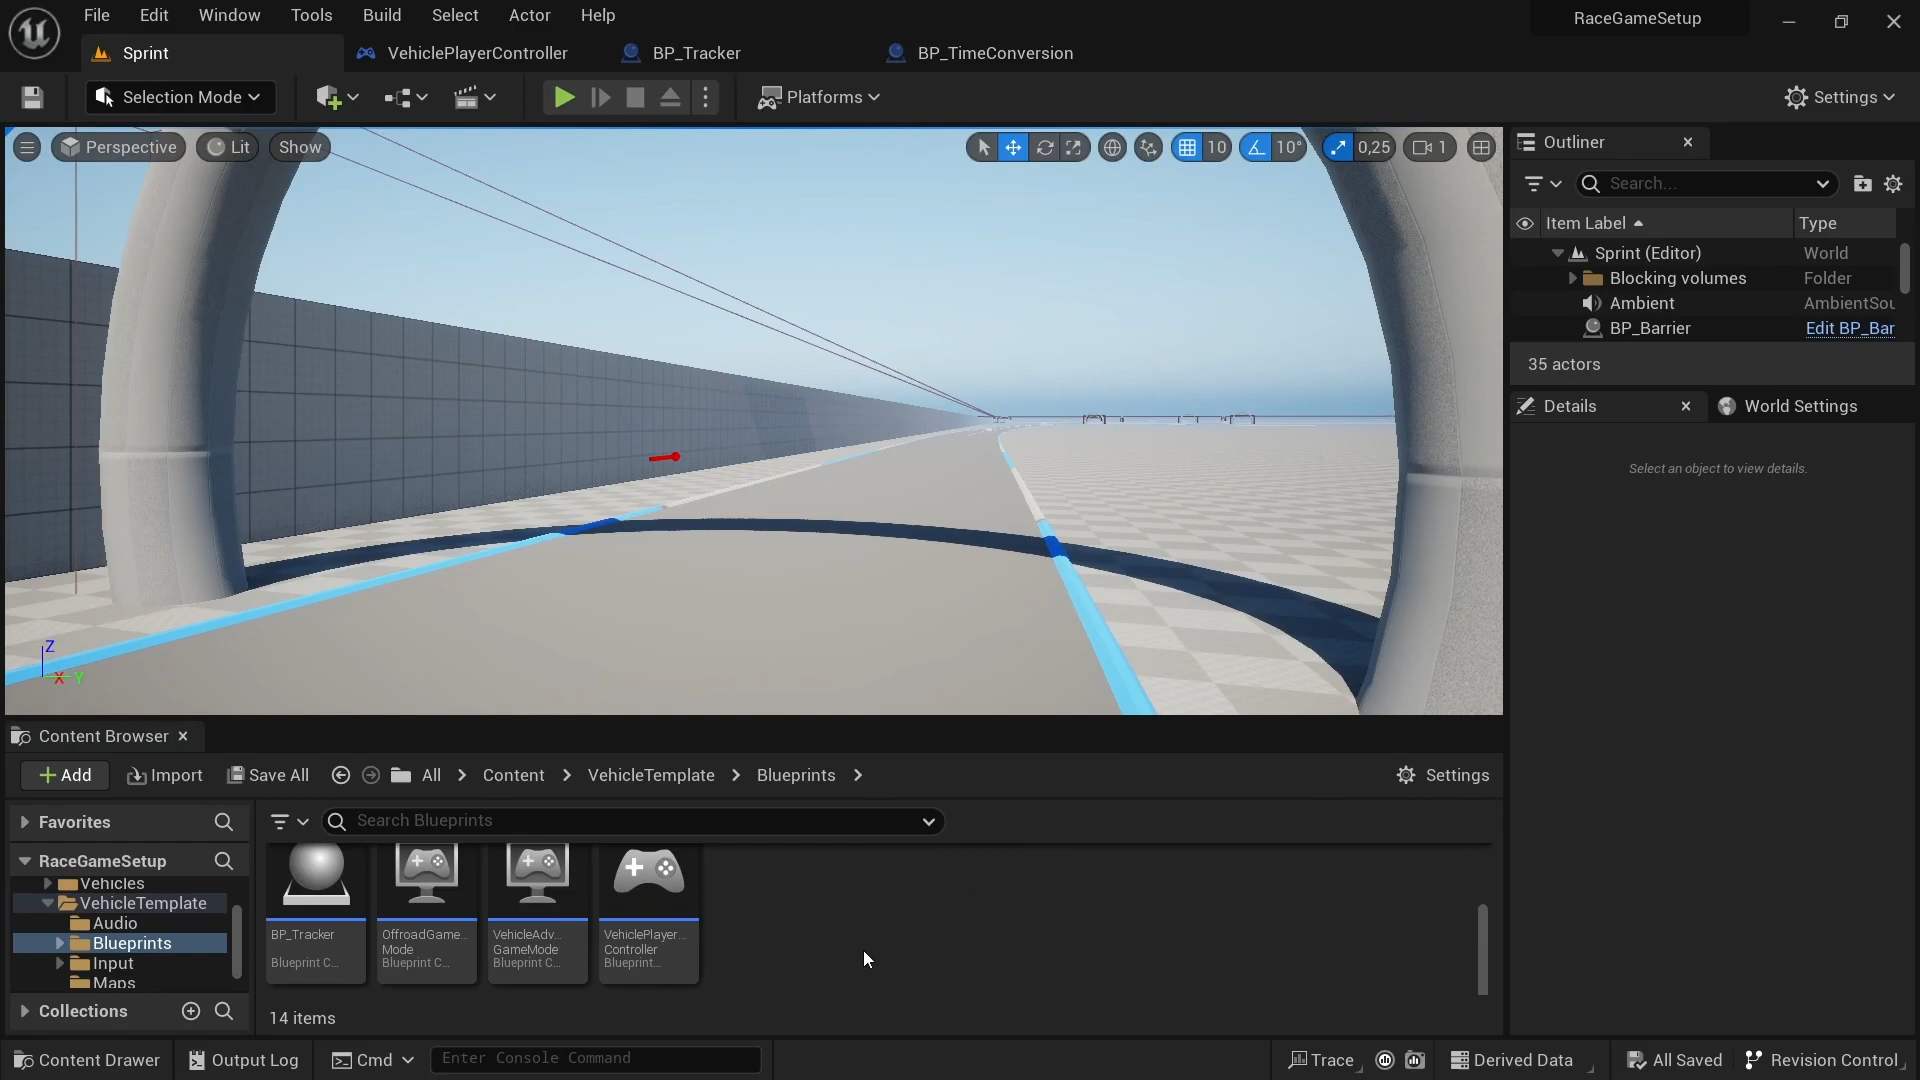 File Edit Window Tools Build Select Actor Help
RaceGameSetup
Sprint VehiclePlayerController BP_Tracker BP_TimeConversion
Selection Mode Platforms Settings
Perspective Lit Show 10 10° 0,25 1
Outliner
Search...
Item Label Type
Sprint (Editor) World
Blocking volumes Folder
Ambient AmbientSou
BP_Barrier Edit BP_Bar
35 actors
Details World Settings
Select an object to view details.
Z
X Y
Content Browser
Add Import Save All All Content VehicleTemplate Blueprints Settings
Favorites
Search Blueprints
RaceGameSetup
Vehicles
VehicleTemplate
Audio
Blueprints
Input
Maps
Collections
BP_Tracker
Blueprint C...
OffroadGame...
Mode
Blueprint C...
VehicleAdv...
GameMode
Blueprint C...
VehiclePlayer...
Controller
Blueprint...
14 items
Content Drawer Output Log Cmd Enter Console Command Trace Derived Data All Saved Revision Control